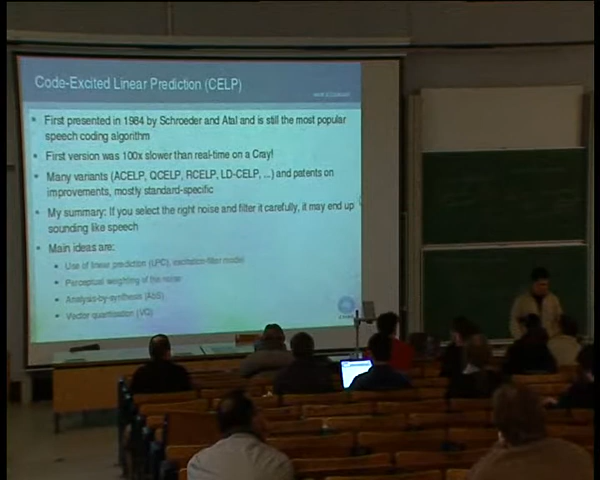 Code-Excited Linear Prediction (CELP)
First presented in 1984 by Schroeder and Atal and is still the most popular
speech coding algorithm
First version was 100x slower than real-time on a Cray!
Many variants (ACELP, QCELP, RCELP, LD-CELP, ...) and patents on
improvements, mostly standard-specific
My summary: If you select the right noise and filter it carefully, it may end up
sounding like speech
Main ideas are:
Use of linear prediction (LPC), excitation-filter model
Perceptual weighting of the noise
Analysis-by-synthesis (AbS)
Vector quantisation (VQ)